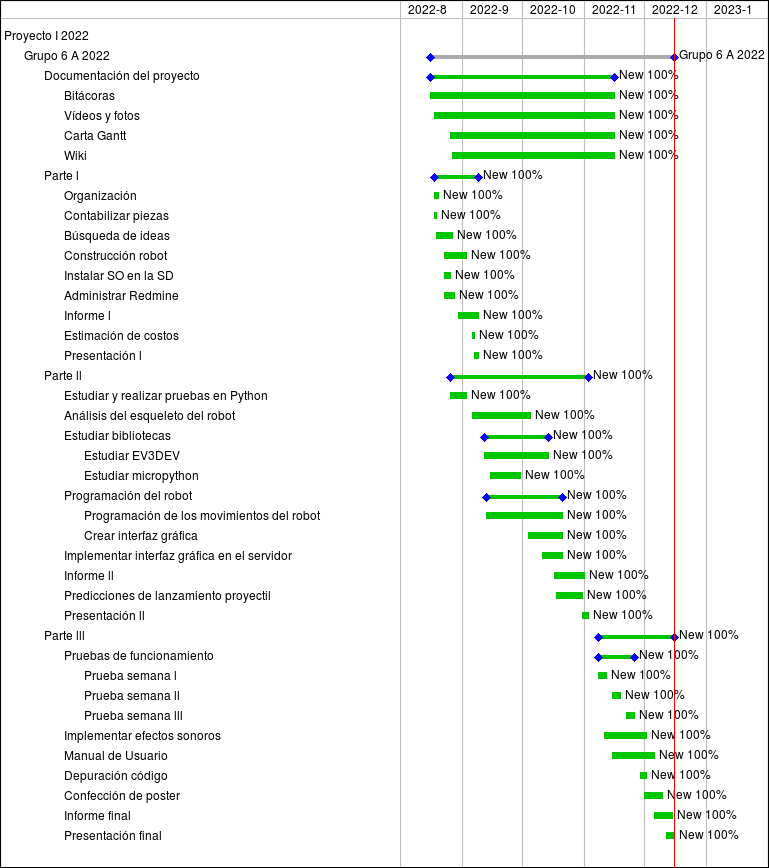 2022-8 2022-9 2022-10 2022-11 2022-12 2023-1
Proyecto I 2022
Grupo 6 A 2022 Grupo 6 A 2022
Documentación del proyecto New 100%
Bitácoras New 100%
Vídeos y fotos New 100%
Carta Gantt New 100%
Wiki New 100%
Parte I New 100%
Organización New 100%
Contabilizar piezas New 100%
Búsqueda de ideas New 100%
Construcción robot New 100%
Instalar SO en la SD New 100%
Administrar Redmine New 100%
Informe I New 100%
Estimación de costos New 100%
Presentación I New 100%
Parte II New 100%
Estudiar y realizar pruebas en Python New 100%
Análisis del esqueleto del robot New 100%
Estudiar bibliotecas New 100%
Estudiar EV3DEV New 100%
Estudiar micropython New 100%
Programación del robot New 100%
Programación de los movimientos del robot New 100%
Crear interfaz gráfica New 100%
Implementar interfaz gráfica en el servidor New 100%
Informe II New 100%
Predicciones de lanzamiento proyectil New 100%
Presentación II New 100%
Parte III New 100%
Pruebas de funcionamiento New 100%
Prueba semana I New 100%
Prueba semana II New 100%
Prueba semana III New 100%
Implementar efectos sonoros New 100%
Manual de Usuario New 100%
Depuración código New 100%
Confección de poster New 100%
Informe final New 100%
Presentación final New 100%